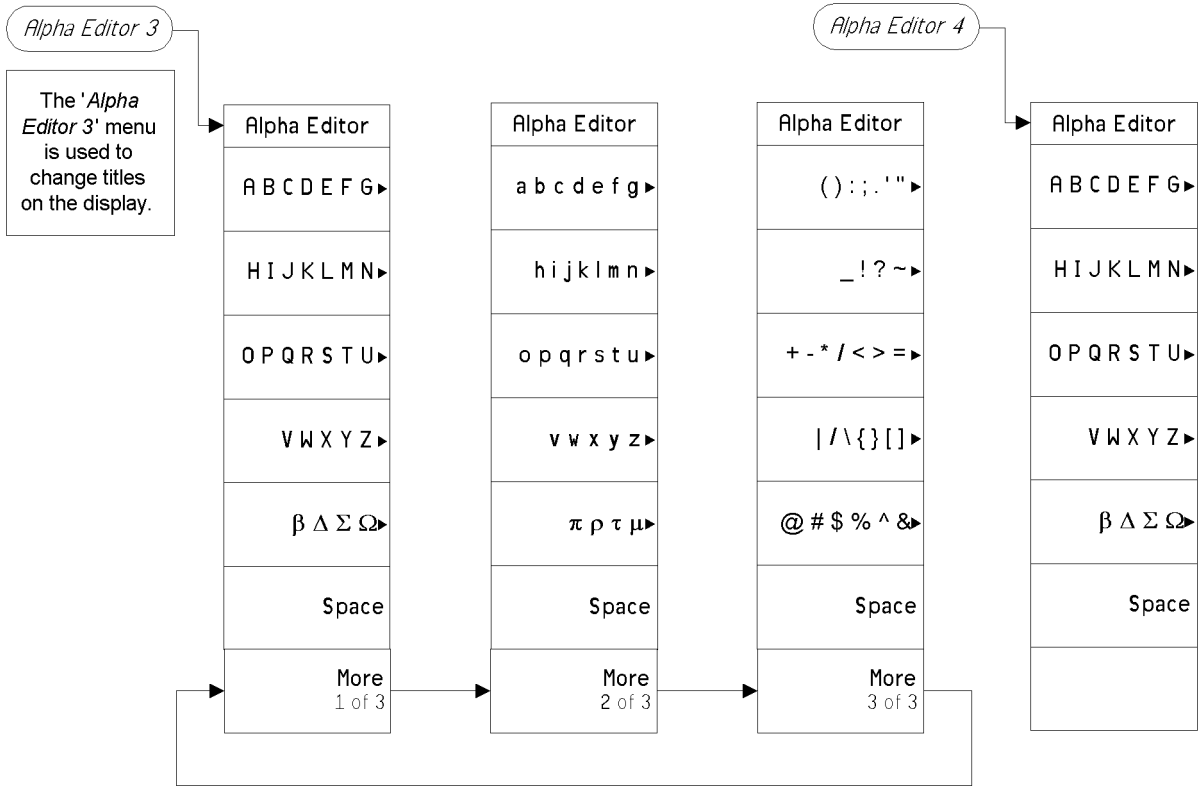 Alpha Editor 3
The 'Alpha
Editor 3' menu
is used to
change titles
on the display.
Alpha Editor
A B C D E F G
H I J K L M N
O P Q R S T U
V W X Y Z
β Δ Σ Ω
Space
More
1 of 3
Alpha Editor
a b c d e f g
h i j k l m n
o p q r s t u
v w x y z
π ρ τ μ
Space
More
2 of 3
Alpha Editor
( ) : ; . ' "
_ ! ? ~
+ - * / < > =
| / \ { } [ ]
@ # $ % ^ &
Space
More
3 of 3
Alpha Editor 4
Alpha Editor
A B C D E F G
H I J K L M N
O P Q R S T U
V W X Y Z
β Δ Σ Ω
Space